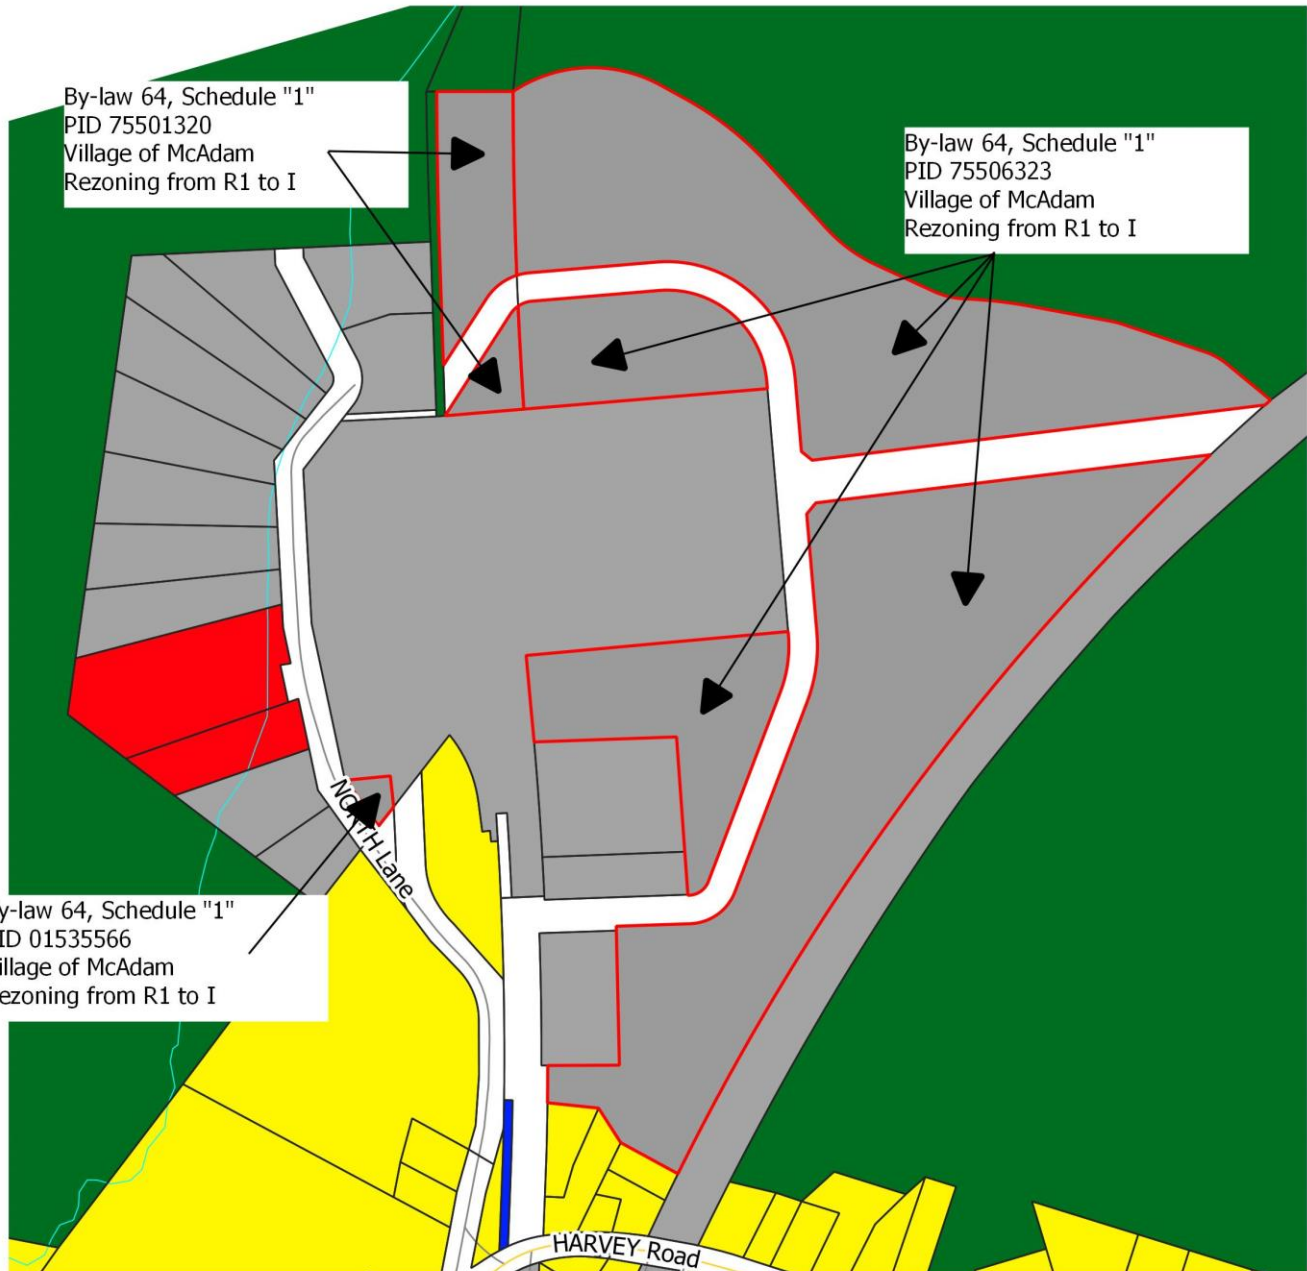 By-law 64, Schedule "1"
PID 75501320
Village of McAdam
Rezoning from R1 to I
By-law 64, Schedule "1"
PID 75506323
Village of McAdam
Rezoning from R1 to I
NORTH Lane
y-law 64, Schedule "1"
ID 01535566
illage of McAdam
ezoning from R1 to I
HARVEY Road